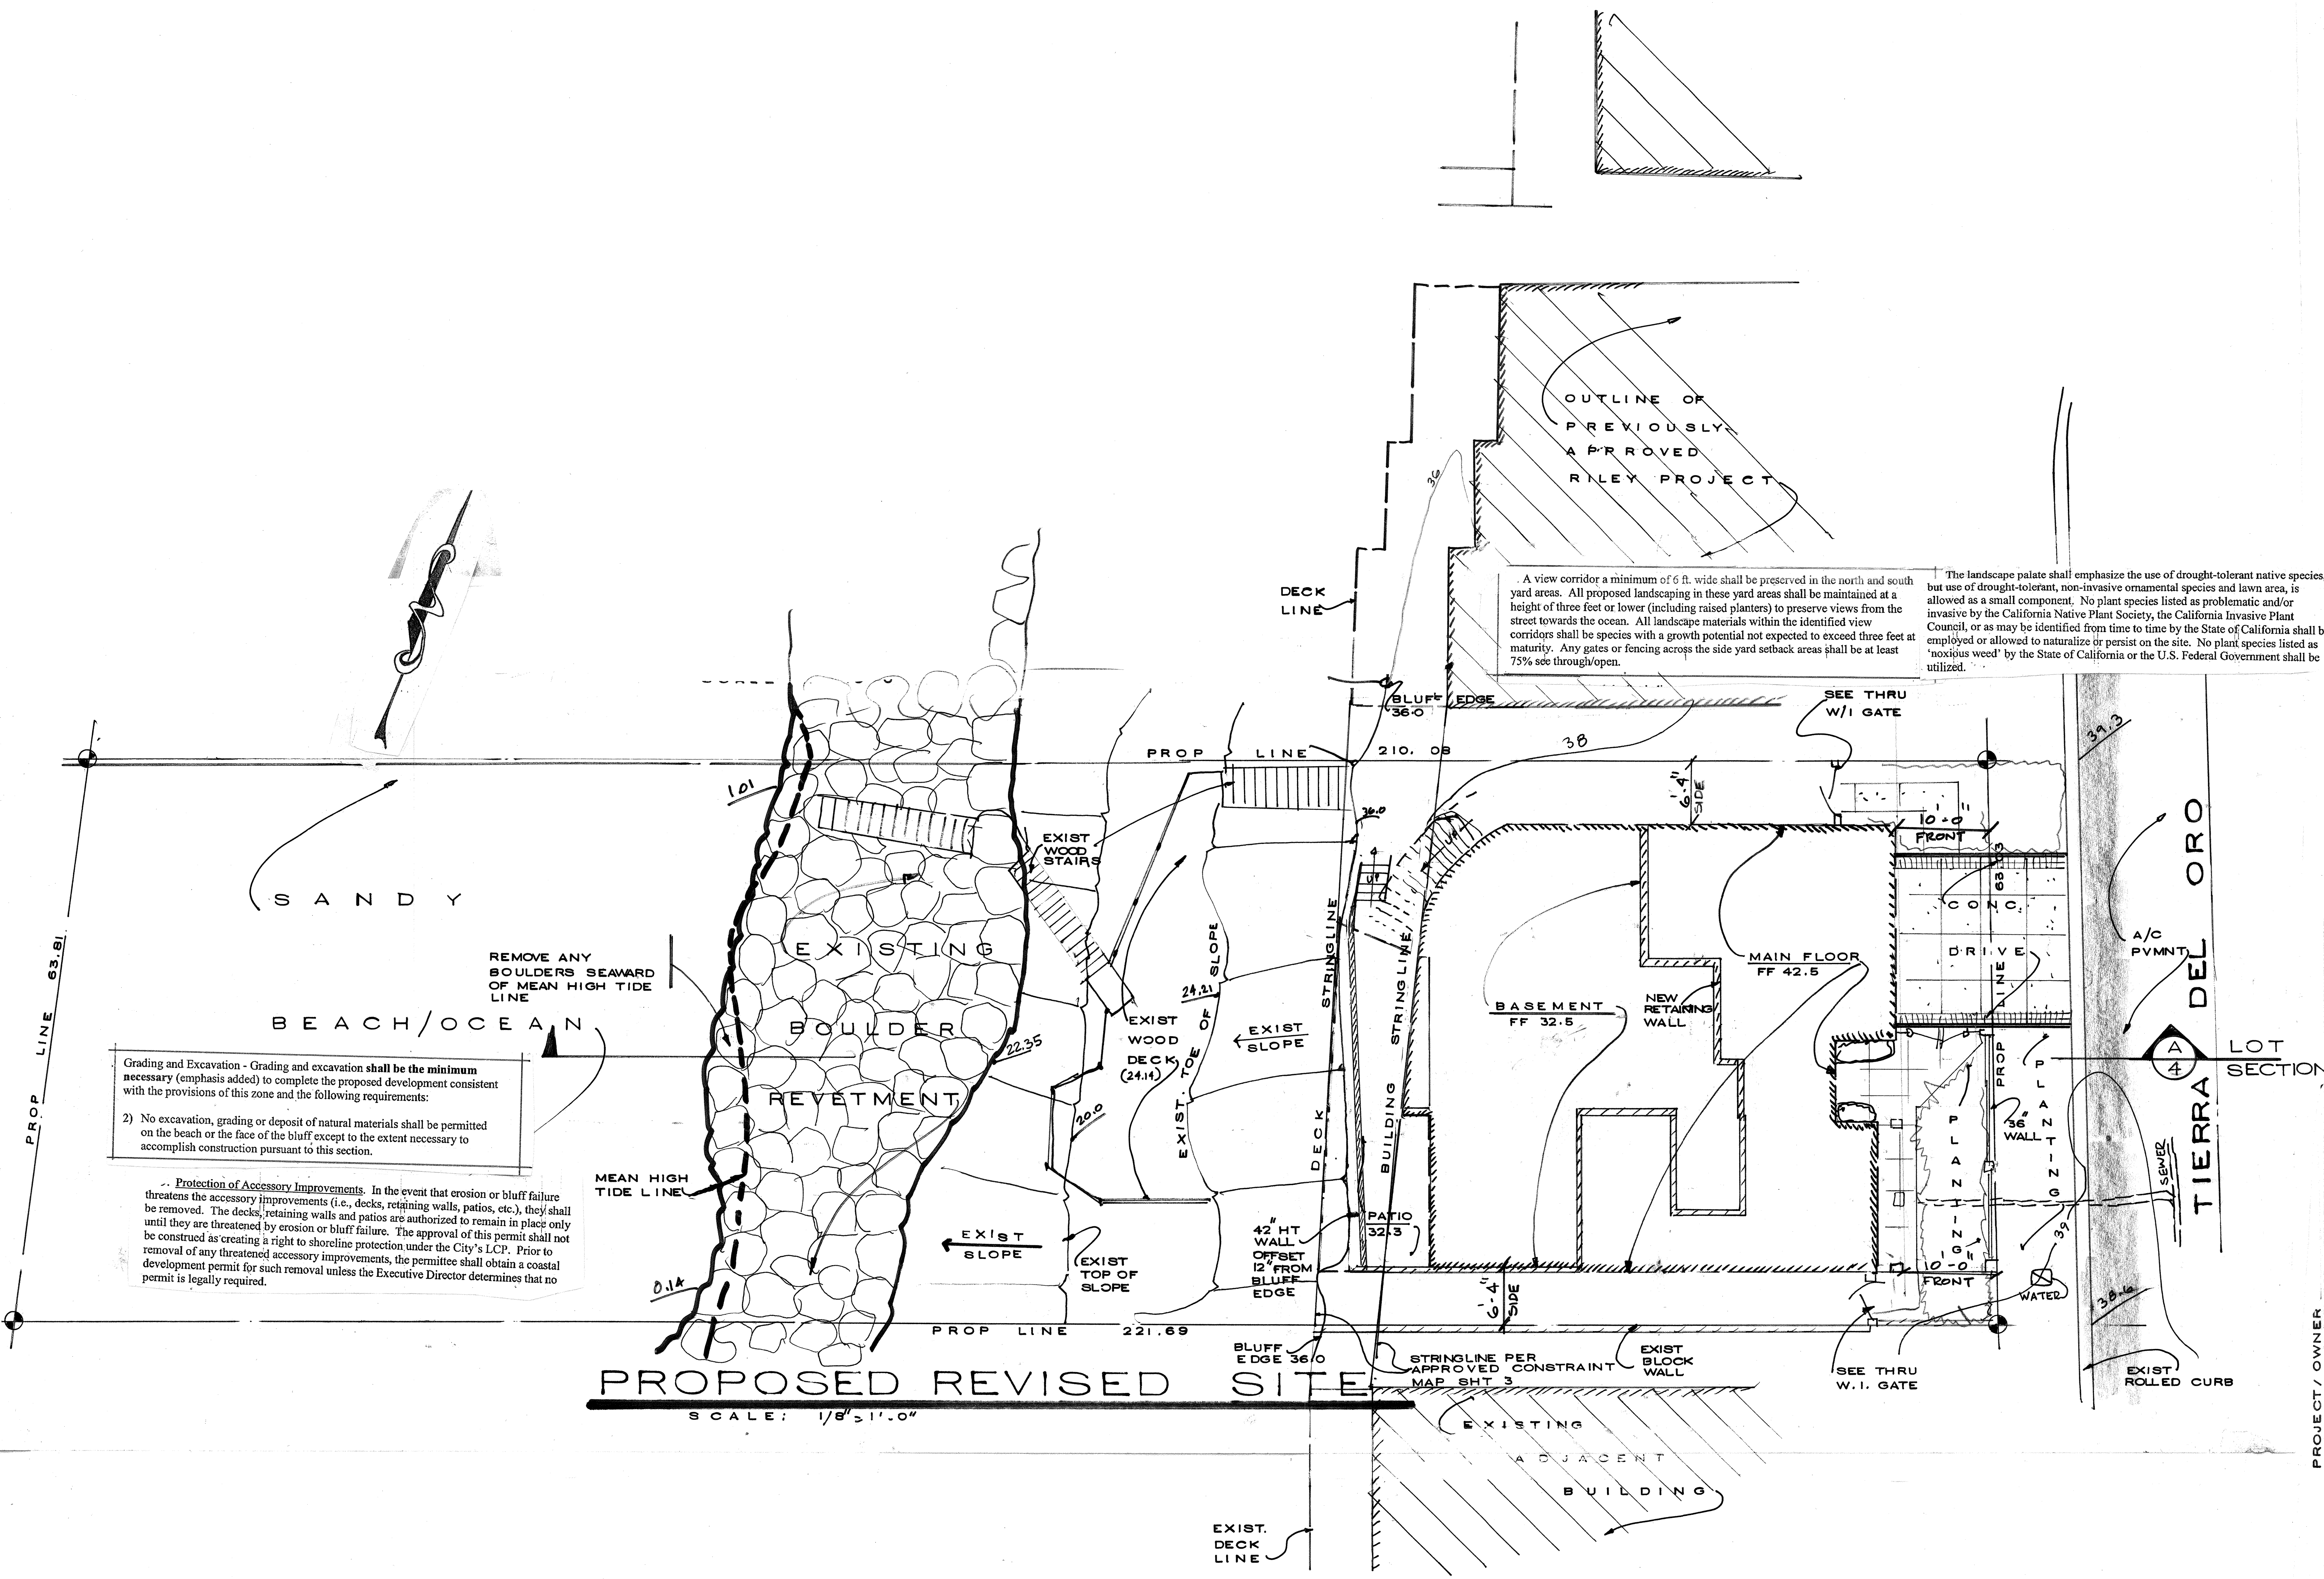 OUTLINE OF
PREVIOUSLY
APPROVED
RILEY PROJECT
36
DECK
LINE
. A view corridor a minimum of 6 ft. wide shall be preserved in the north and south
yard areas. All proposed landscaping in these yard areas shall be maintained at a
height of three feet or lower (including raised planters) to preserve views from the
street towards the ocean. All landscape materials within the identified view
corridors shall be species with a growth potential not expected to exceed three feet at
maturity. Any gates or fencing across the side yard setback areas shall be at least
75% see through/open.
The landscape palate shall emphasize the use of drought-tolerant native species,
but use of drought-tolerant, non-invasive ornamental species and lawn area, is
allowed as a small component. No plant species listed as problematic and/or
invasive by the California Native Plant Society, the California Invasive Plant
Council, or as may be identified from time to time by the State of California shall b
employed or allowed to naturalize or persist on the site. No plant species listed as
'noxious weed' by the State of California or the U.S. Federal Government shall be
utilized.
BLUFF EDGE
36.0
SEE THRU
W/I GATE
39.3
PROP LINE 210.08
38
6'-4"
SIDE
1.01
36.0
10'-0"
FRONT
EXIST
WOOD
STAIRS
UP
UP
SANDY
CONC.
DRIVE
63.03
PROP LINE
A/C
PVMNT
TIERRA DEL ORO
PROP LINE 63.81
REMOVE ANY
BOULDERS SEAWARD
OF MEAN HIGH TIDE
LINE
EXISTING
BOULDER
REVETMENT
MAIN FLOOR
FF 42.5
BASEMENT
FF 32.5
NEW
RETAINING
WALL
24.21
EXIST. TOE OF SLOPE
DECK STRINGLINE
BUILDING STRINGLINE
BEACH/OCEAN
EXIST
WOOD
DECK
(24.14)
EXIST
SLOPE
22.35
20.0
A
4
LOT
SECTION
PLANTING
PLANTING
36"
WALL
SEWER
Grading and Excavation - Grading and excavation shall be the minimum
necessary (emphasis added) to complete the proposed development consistent
with the provisions of this zone and the following requirements:
2) No excavation, grading or deposit of natural materials shall be permitted
on the beach or the face of the bluff except to the extent necessary to
accomplish construction pursuant to this section.
.. Protection of Accessory Improvements. In the event that erosion or bluff failure
threatens the accessory improvements (i.e., decks, retaining walls, patios, etc.), they shall
be removed. The decks, retaining walls and patios are authorized to remain in place only
until they are threatened by erosion or bluff failure. The approval of this permit shall not
be construed as creating a right to shoreline protection under the City's LCP. Prior to
removal of any threatened accessory improvements, the permittee shall obtain a coastal
development permit for such removal unless the Executive Director determines that no
permit is legally required.
MEAN HIGH
TIDE LINE
0.14
EXIST
SLOPE
EXIST
TOP OF
SLOPE
42" HT
WALL
OFFSET
12" FROM
BLUFF
EDGE
PATIO
32.3
6'-4"
SIDE
10'-0"
FRONT
39
WATER
38.6
PROP LINE 221.69
BLUFF
EDGE 36.0
STRINGLINE PER
APPROVED CONSTRAINT
MAP SHT 3
EXIST
BLOCK
WALL
SEE THRU
W.I. GATE
EXIST
ROLLED CURB
PROPOSED REVISED SITE
SCALE: 1/8"=1'.0"
EXISTING
ADJACENT
BUILDING
EXIST.
DECK
LINE
PROJECT / OWNER